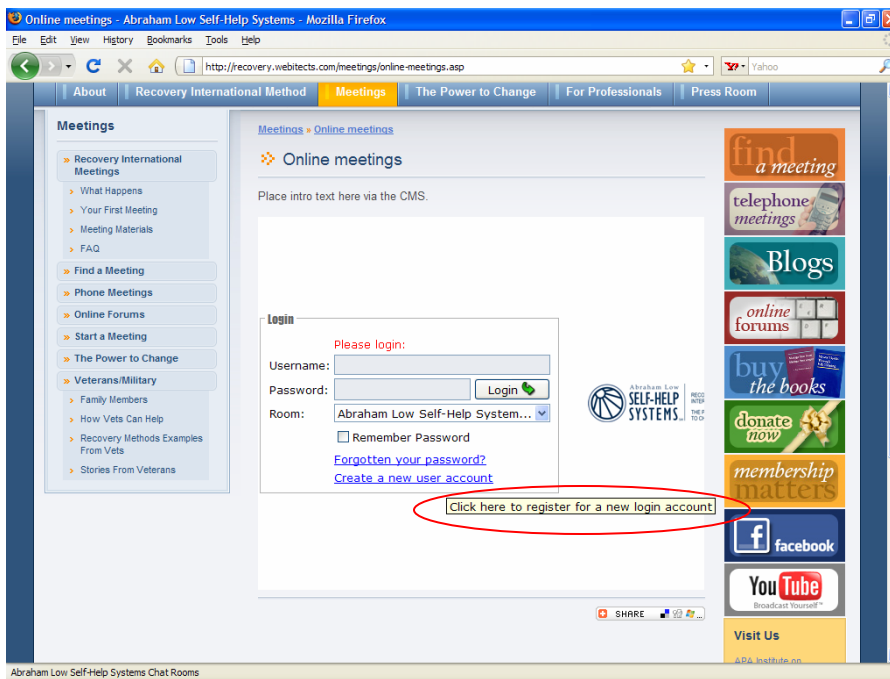 Online meetings - Abraham Low Self-Help Systems - Mozilla Firefox
File Edit View History Bookmarks Tools Help
http://recovery.webitects.com/meetings/online-meetings.asp
Yahoo
About Recovery International Method Meetings The Power to Change For Professionals Press Room
Meetings
» Recovery International
Meetings
› What Happens
› Your First Meeting
› Meeting Materials
› FAQ
» Find a Meeting
» Phone Meetings
» Online Forums
» Start a Meeting
» The Power to Change
» Veterans/Military
› Family Members
› How Vets Can Help
› Recovery Methods Examples
From Vets
› Stories From Veterans
Meetings » Online meetings
Online meetings
Place intro text here via the CMS.
Login
Please login:
Username:
Password:
Login
Room:
Abraham Low Self-Help System...
Remember Password
Forgotten your password?
Create a new user account
Click here to register for a new login account
Abraham Low
SELF-HELP
SYSTEMS
SHARE
find
a meeting
telephone
meetings
Blogs
online
forums
buy
the books
donate
now
membership
matters
facebook
YouTube
Broadcast Yourself™
Visit Us
APA Institute on
Abraham Low Self-Help Systems Chat Rooms